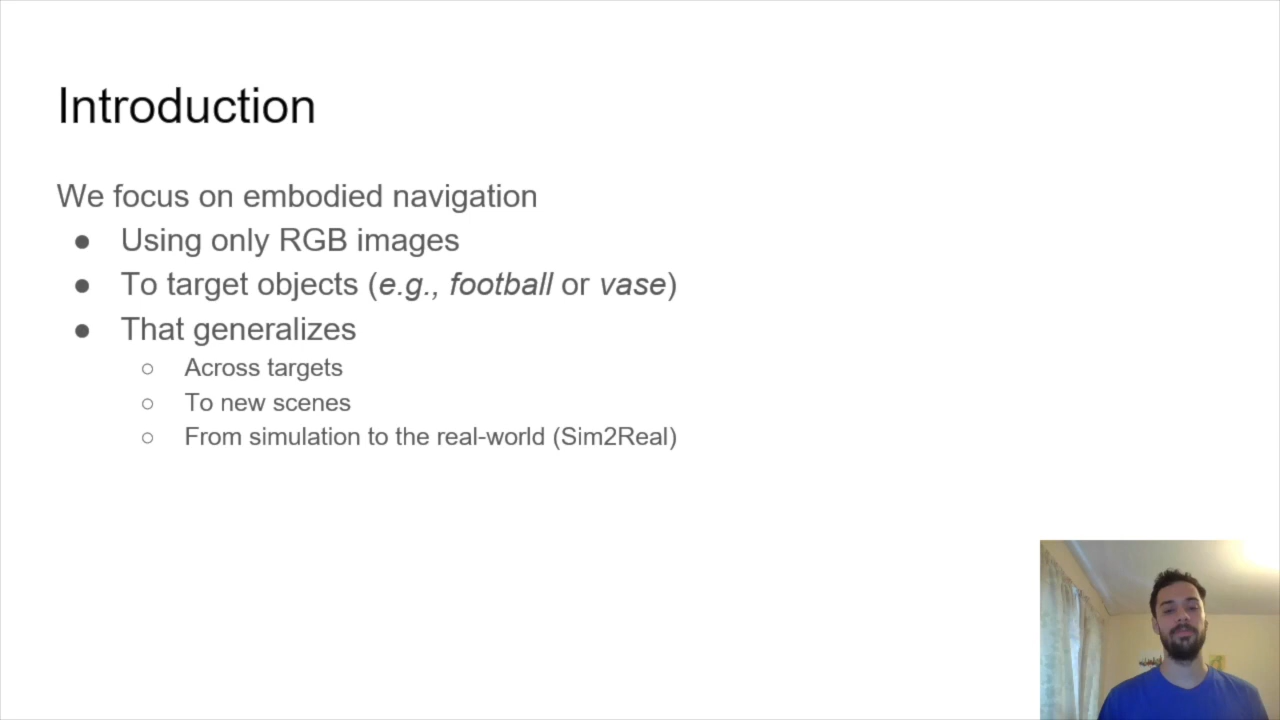 Introduction
We focus on embodied navigation
● Using only RGB images
● To target objects (e.g., football or vase)
● That generalizes
○ Across targets
○ To new scenes
○ From simulation to the real-world (Sim2Real)